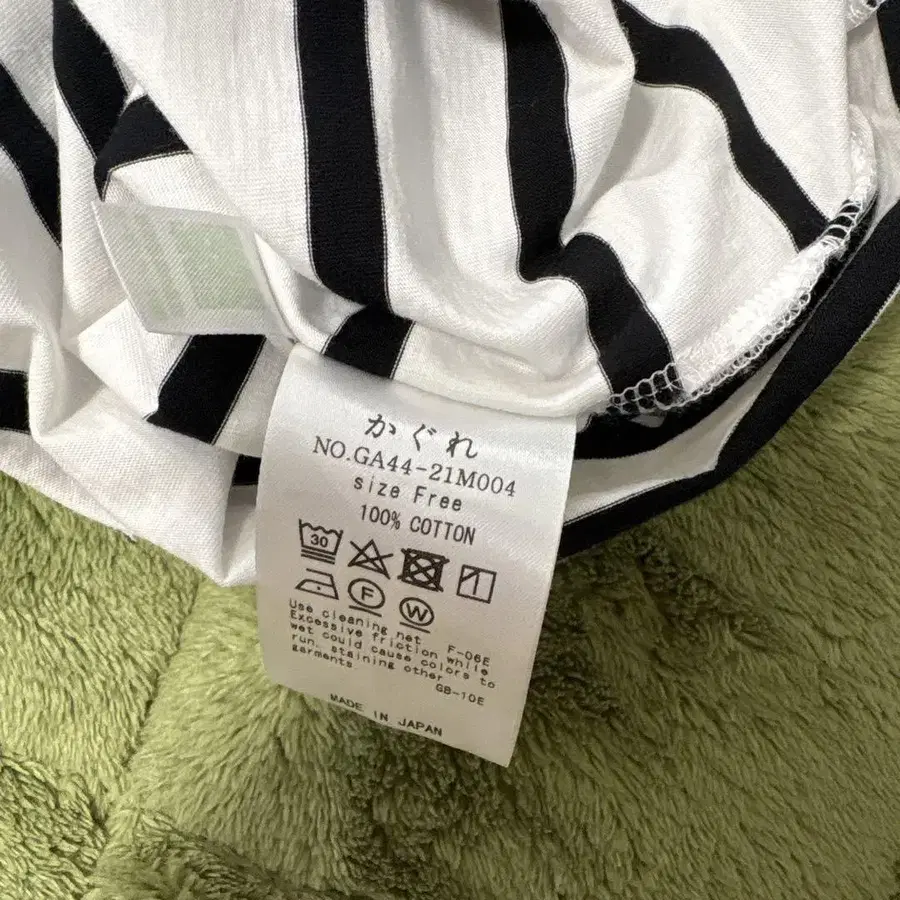 かぐれ
NO.GA44-21M004
size Free
100% COTTON
30
F
W
Use cleaning net F-06E
Excessive friction while
wet could cause colors to
run, staining other
garments GB-10E
MADE IN JAPAN